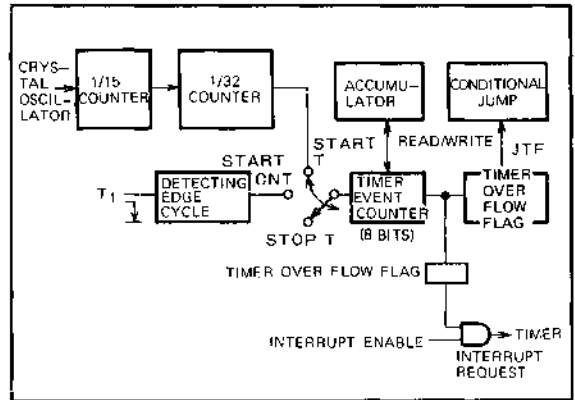 CRYS-
TAL
OSCIL-
LATOR
1/15
COUNTER
1/32
COUNTER
ACCUMU-
LATOR
CONDITIONAL
JUMP
START
T
START
READ/WRITE
JTF
START
CNT
T1
DETECTING
EDGE
CYCLE
STOP T
TIMER
EVENT
COUNTER
(8 BITS)
TIMER
OVER
FLOW
FLAG
TIMER OVER FLOW FLAG
INTERRUPT ENABLE
TIMER
INTERRUPT
REQUEST